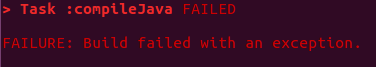 > Task :compileJava FAILED
FAILURE: Build failed with an exception.